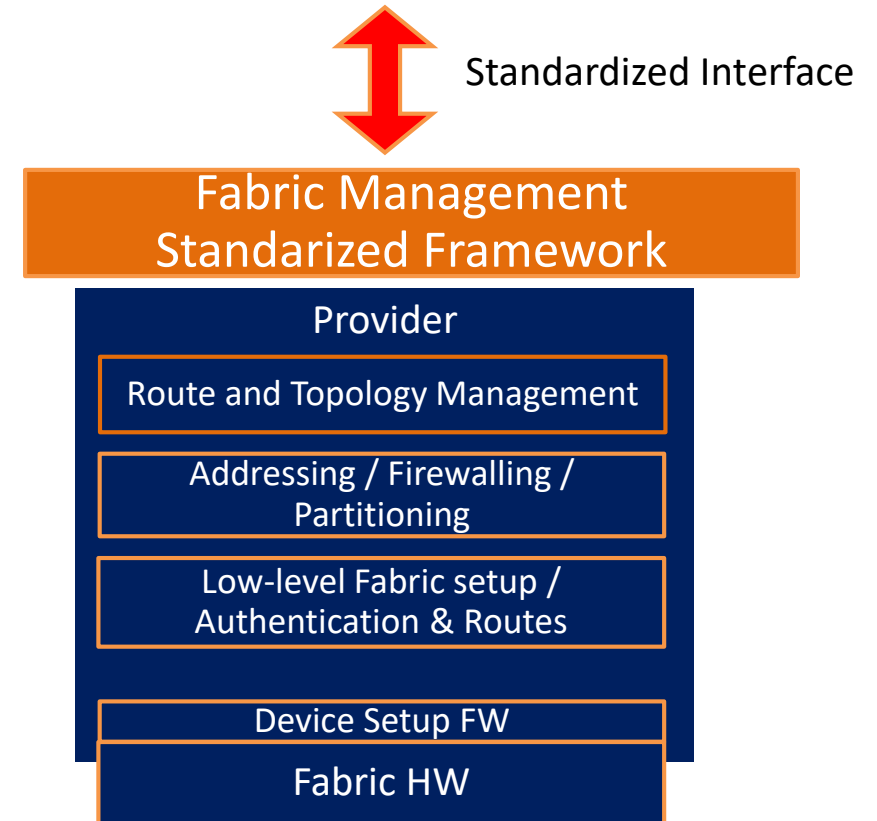 Standardized Interface
Fabric Management
Standarized Framework
Provider
Route and Topology Management
Addressing / Firewalling /
Partitioning
Low-level Fabric setup /
Authentication & Routes
Device Setup FW
Fabric HW